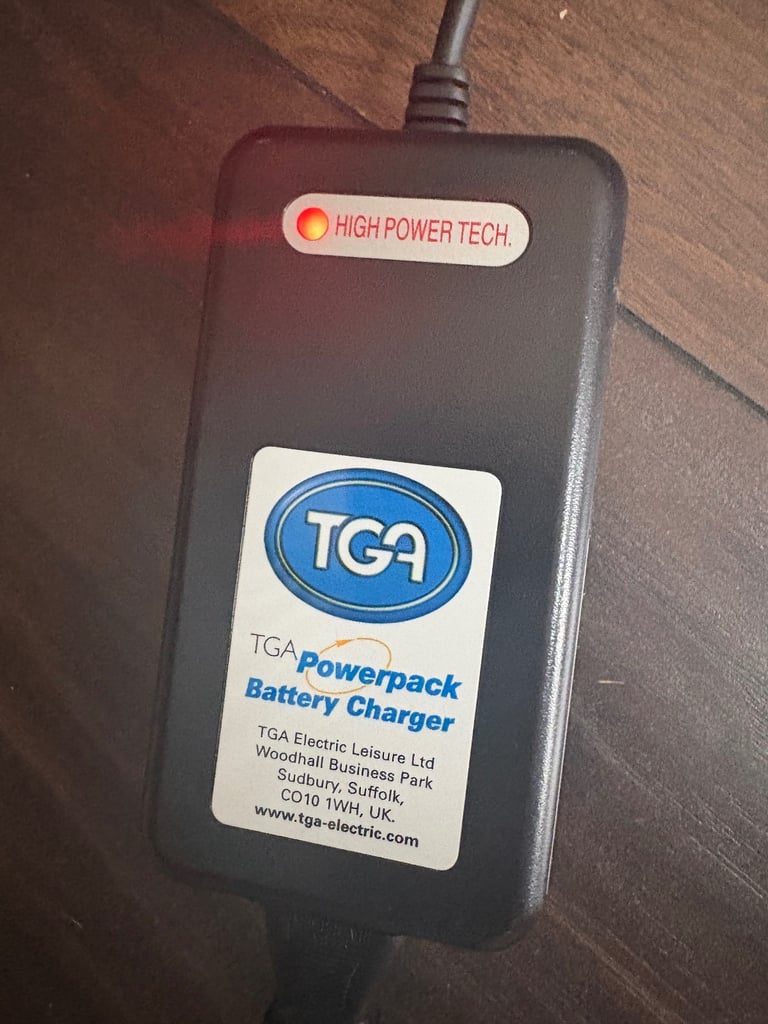 HIGH POWER TECH.
TGA
TGA Powerpack
Battery Charger
TGA Electric Leisure Ltd
Woodhall Business Park
Sudbury, Suffolk,
CO10 1WH, UK.
www.tga-electric.com